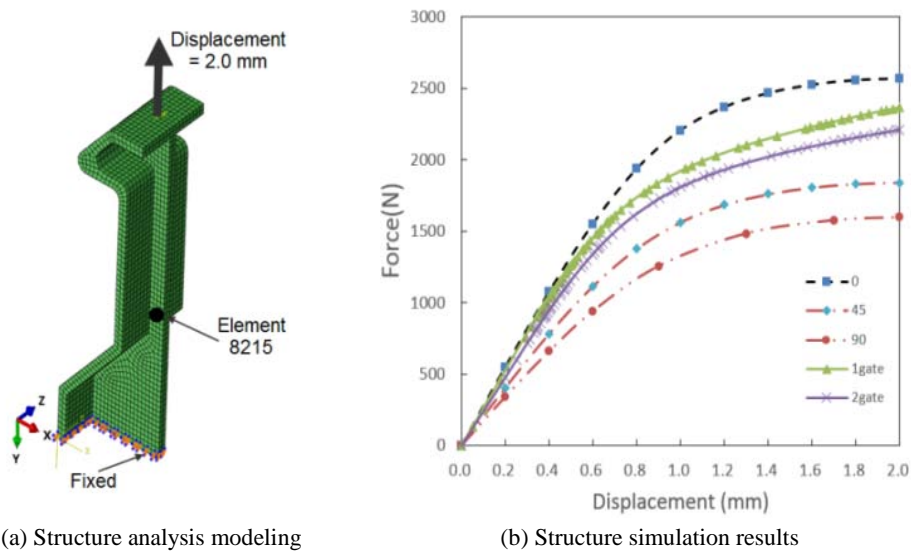 Displacement
= 2.0 mm
Element
8215
Z
X
Y
Fixed
(a) Structure analysis modeling
3000
2500
2000
1500
1000
500
0
Force(N)
0.0 0.2 0.4 0.6 0.8 1.0 1.2 1.4 1.6 1.8 2.0
Displacement (mm)
0
45
90
1gate
2gate
(b) Structure simulation results